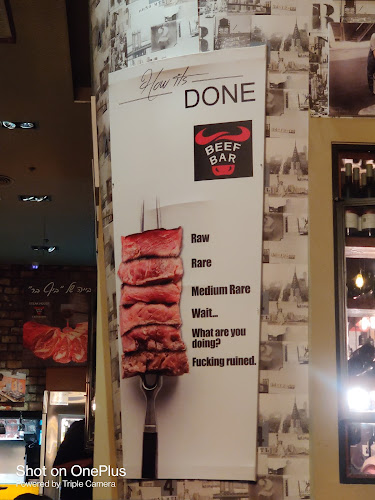 How it's
DONE
BEEF
BAR
Raw
Rare
Medium Rare
Wait...
What are you
doing?
Fucking ruined.
Shot on OnePlus
Powered by Triple Camera